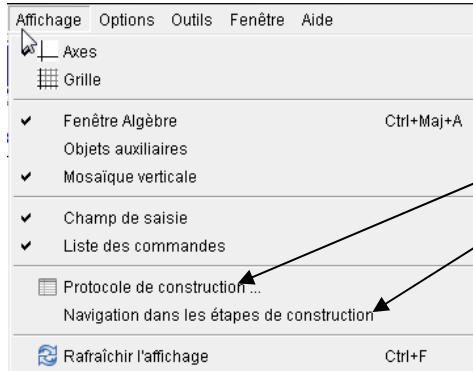 Affichage Options Outils Fenêtre Aide
Axes
Grille
Fenêtre Algèbre Ctrl+Maj+A
Objets auxiliaires
Mosaïque verticale
Champ de saisie
Liste des commandes
Protocole de construction ...
Navigation dans les étapes de construction
Rafraîchir l'affichage Ctrl+F